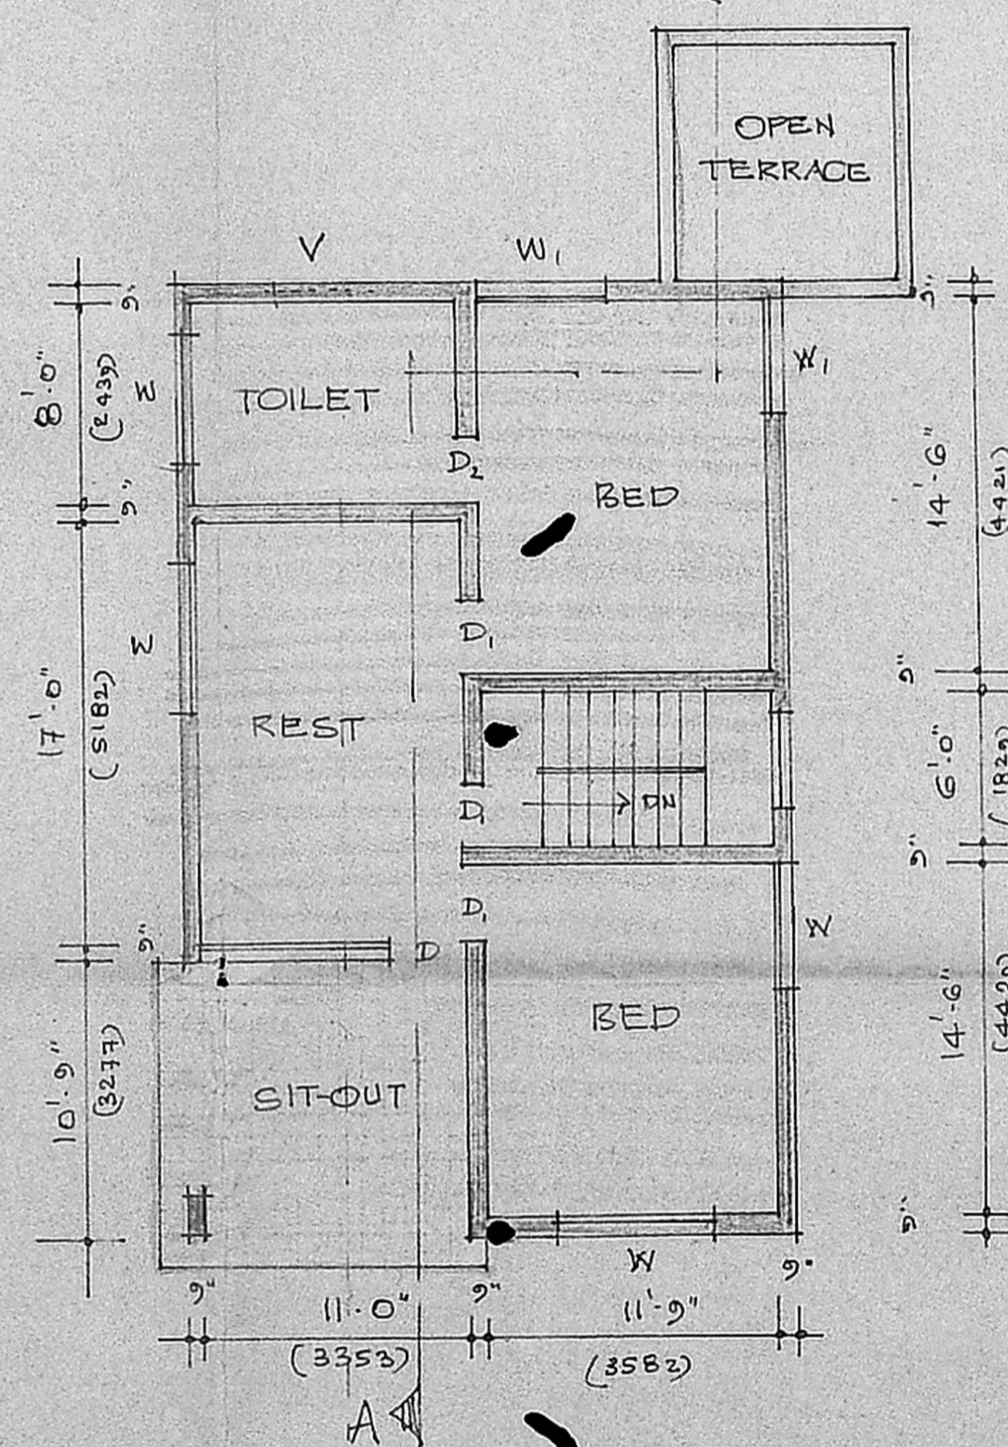 OPEN
TERRACE
V
W₁
9"
9"
8'-0"
(2439)
W
TOILET
W₁
D₂
BED
14'-6"
9"
D₁
W
17'-0"
(5182)
REST
9"
6'-0"
D₁
DN
9"
D₁
W
9"
D
BED
14'-6"
10'-9"
(3277)
SIT-OUT
9"
W
9"
9"
9"
11'-0"
11'-9"
(3353)
(3582)
A